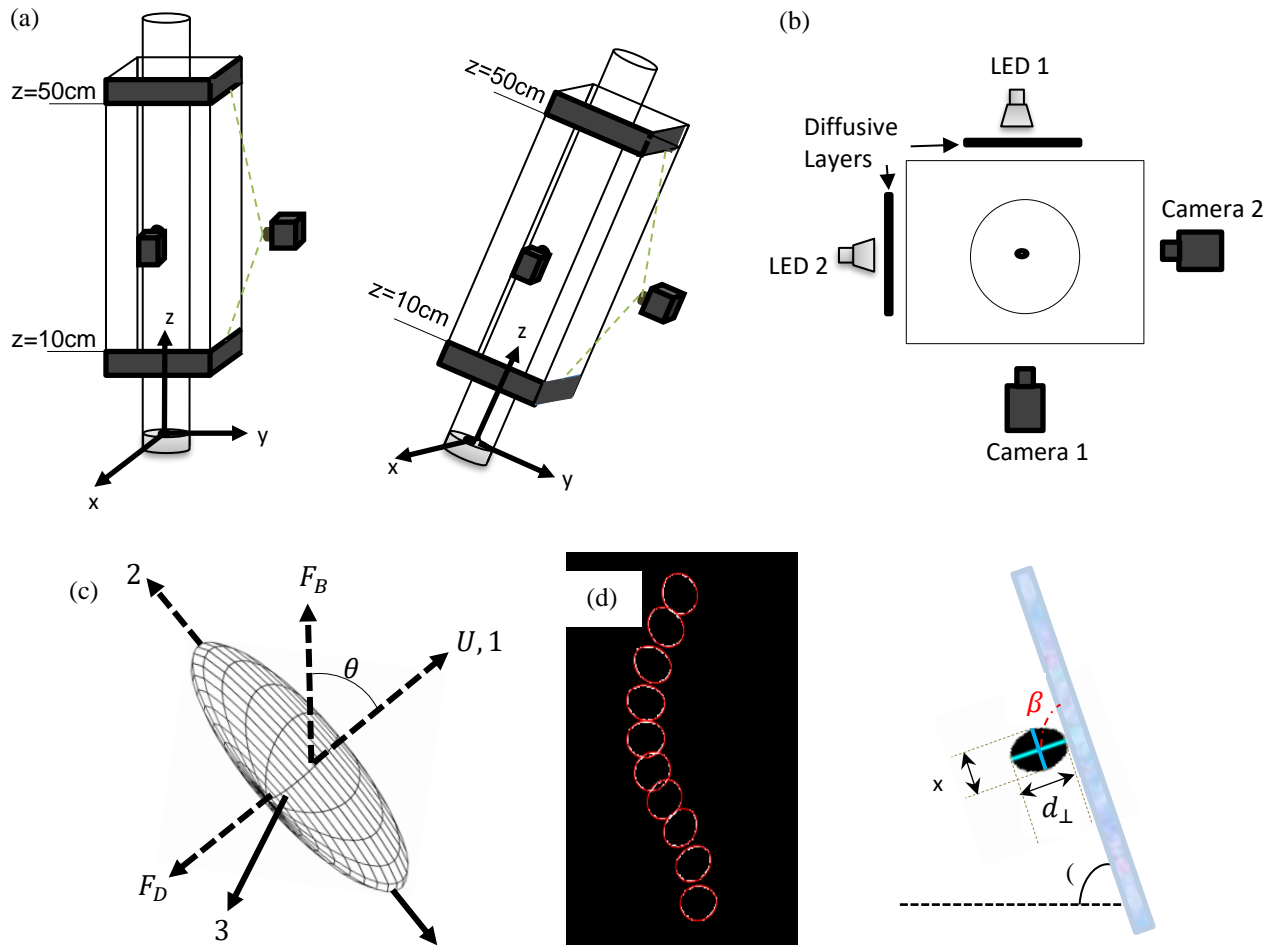 (a)
z=50cm
z=10cm
z
y
x
z=50cm
z=10cm
z
x
y
(b)
LED 1
Diffusive
Layers
LED 2
Camera 2
Camera 1
(c)
2
F_B
U, 1
θ
F_D
3
(d)
β
x
d_⊥
(